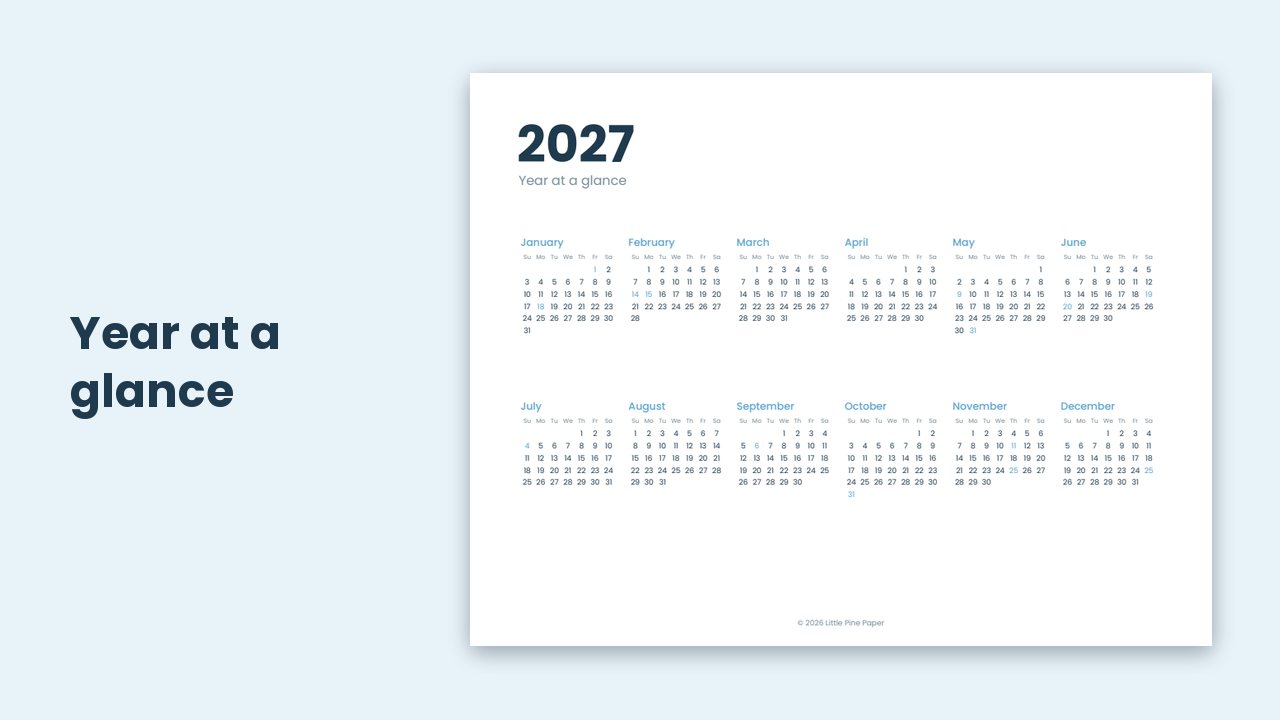 Year at a
glance
2027
Year at a glance
January February March April May June
Su Mo Tu We Th Fr Sa Su Mo Tu We Th Fr Sa Su Mo Tu We Th Fr Sa Su Mo Tu We Th Fr Sa Su Mo Tu We Th Fr Sa Su Mo Tu We Th Fr Sa
1 2 1 2 3 4 5 6 1 2 3 4 5 6 1 2 3 1 1 2 3 4 5
3 4 5 6 7 8 9 7 8 9 10 11 12 13 7 8 9 10 11 12 13 4 5 6 7 8 9 10 2 3 4 5 6 7 8 6 7 8 9 10 11 12
10 11 12 13 14 15 16 14 15 16 17 18 19 20 14 15 16 17 18 19 20 11 12 13 14 15 16 17 9 10 11 12 13 14 15 13 14 15 16 17 18 19
17 18 19 20 21 22 23 21 22 23 24 25 26 27 21 22 23 24 25 26 27 18 19 20 21 22 23 24 16 17 18 19 20 21 22 20 21 22 23 24 25 26
24 25 26 27 28 29 30 28 28 29 30 31 25 26 27 28 29 30 23 24 25 26 27 28 29 27 28 29 30
31 30 31
July August September October November December
Su Mo Tu We Th Fr Sa Su Mo Tu We Th Fr Sa Su Mo Tu We Th Fr Sa Su Mo Tu We Th Fr Sa Su Mo Tu We Th Fr Sa Su Mo Tu We Th Fr Sa
1 2 3 1 2 3 4 5 6 7 1 2 3 4 1 2 1 2 3 4 5 6 1 2 3 4
4 5 6 7 8 9 10 8 9 10 11 12 13 14 5 6 7 8 9 10 11 3 4 5 6 7 8 9 7 8 9 10 11 12 13 5 6 7 8 9 10 11
11 12 13 14 15 16 17 15 16 17 18 19 20 21 12 13 14 15 16 17 18 10 11 12 13 14 15 16 14 15 16 17 18 19 20 12 13 14 15 16 17 18
18 19 20 21 22 23 24 22 23 24 25 26 27 28 19 20 21 22 23 24 25 17 18 19 20 21 22 23 21 22 23 24 25 26 27 19 20 21 22 23 24 25
25 26 27 28 29 30 31 29 30 31 26 27 28 29 30 24 25 26 27 28 29 30 28 29 30 26 27 28 29 30 31
31
© 2026 Little Pine Paper